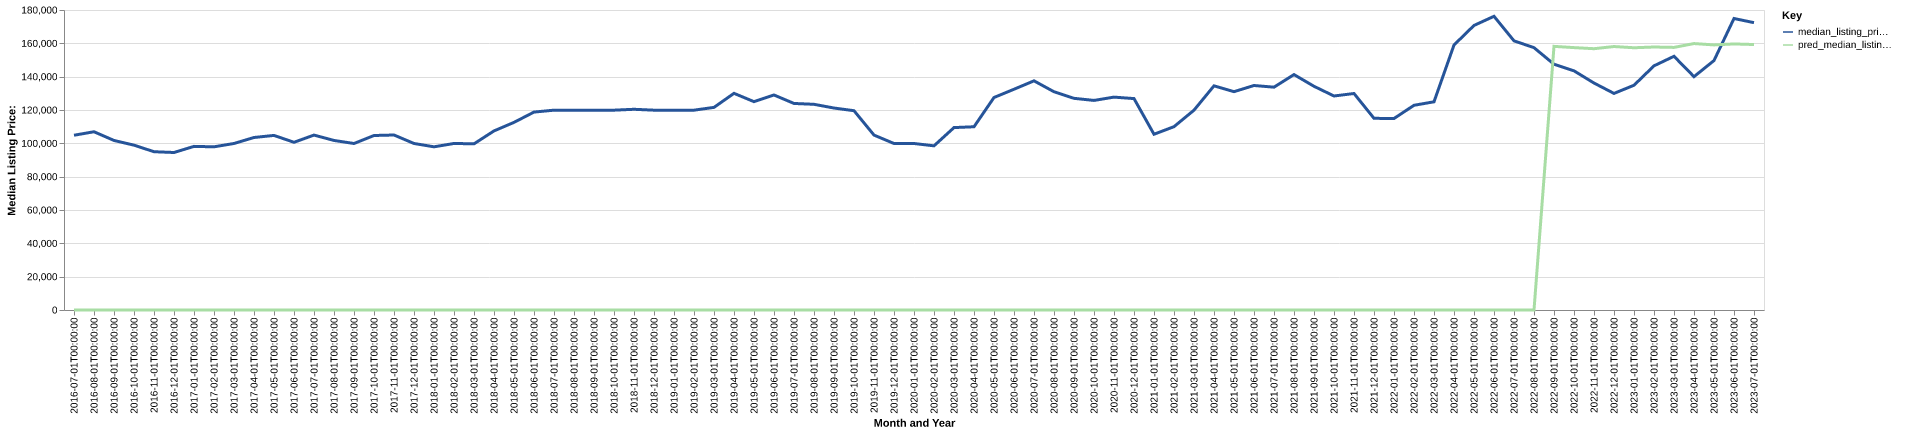 180,000
160,000
140,000
120,000
100,000
80,000
60,000
40,000
20,000
0
Median Listing Price:
2016-07-01T00:00:00
2016-08-01T00:00:00
2016-09-01T00:00:00
2016-10-01T00:00:00
2016-11-01T00:00:00
2016-12-01T00:00:00
2017-01-01T00:00:00
2017-02-01T00:00:00
2017-03-01T00:00:00
2017-04-01T00:00:00
2017-05-01T00:00:00
2017-06-01T00:00:00
2017-07-01T00:00:00
2017-08-01T00:00:00
2017-09-01T00:00:00
2017-10-01T00:00:00
2017-11-01T00:00:00
2017-12-01T00:00:00
2018-01-01T00:00:00
2018-02-01T00:00:00
2018-03-01T00:00:00
2018-04-01T00:00:00
2018-05-01T00:00:00
2018-06-01T00:00:00
2018-07-01T00:00:00
2018-08-01T00:00:00
2018-09-01T00:00:00
2018-10-01T00:00:00
2018-11-01T00:00:00
2018-12-01T00:00:00
2019-01-01T00:00:00
2019-02-01T00:00:00
2019-03-01T00:00:00
2019-04-01T00:00:00
2019-05-01T00:00:00
2019-06-01T00:00:00
2019-07-01T00:00:00
2019-08-01T00:00:00
2019-09-01T00:00:00
2019-10-01T00:00:00
2019-11-01T00:00:00
2019-12-01T00:00:00
2020-01-01T00:00:00
2020-02-01T00:00:00
2020-03-01T00:00:00
2020-04-01T00:00:00
2020-05-01T00:00:00
2020-06-01T00:00:00
2020-07-01T00:00:00
2020-08-01T00:00:00
2020-09-01T00:00:00
2020-10-01T00:00:00
2020-11-01T00:00:00
2020-12-01T00:00:00
2021-01-01T00:00:00
2021-02-01T00:00:00
2021-03-01T00:00:00
2021-04-01T00:00:00
2021-05-01T00:00:00
2021-06-01T00:00:00
2021-07-01T00:00:00
2021-08-01T00:00:00
2021-09-01T00:00:00
2021-10-01T00:00:00
2021-11-01T00:00:00
2021-12-01T00:00:00
2022-01-01T00:00:00
2022-02-01T00:00:00
2022-03-01T00:00:00
2022-04-01T00:00:00
2022-05-01T00:00:00
2022-06-01T00:00:00
2022-07-01T00:00:00
2022-08-01T00:00:00
2022-09-01T00:00:00
2022-10-01T00:00:00
2022-11-01T00:00:00
2022-12-01T00:00:00
2023-01-01T00:00:00
2023-02-01T00:00:00
2023-03-01T00:00:00
2023-04-01T00:00:00
2023-05-01T00:00:00
2023-06-01T00:00:00
2023-07-01T00:00:00
Month and Year
Key
median_listing_pri…
pred_median_listin…